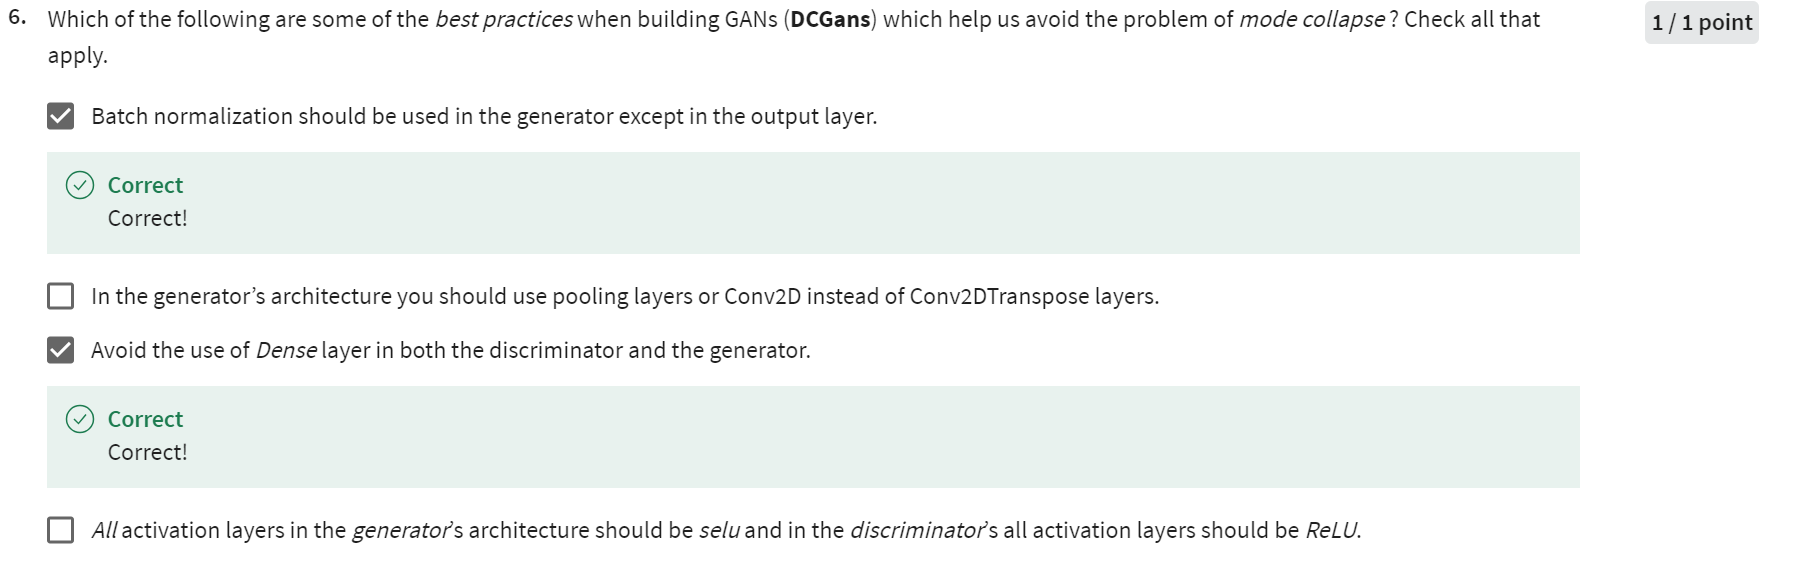 6. Which of the following are some of the best practices when building GANs (DCGans) which help us avoid the problem of mode collapse? Check all that
apply.
1 / 1 point
Batch normalization should be used in the generator except in the output layer.
Correct
Correct!
In the generator’s architecture you should use pooling layers or Conv2D instead of Conv2DTranspose layers.
Avoid the use of Dense layer in both the discriminator and the generator.
Correct
Correct!
All activation layers in the generator’s architecture should be selu and in the discriminator’s all activation layers should be ReLU.